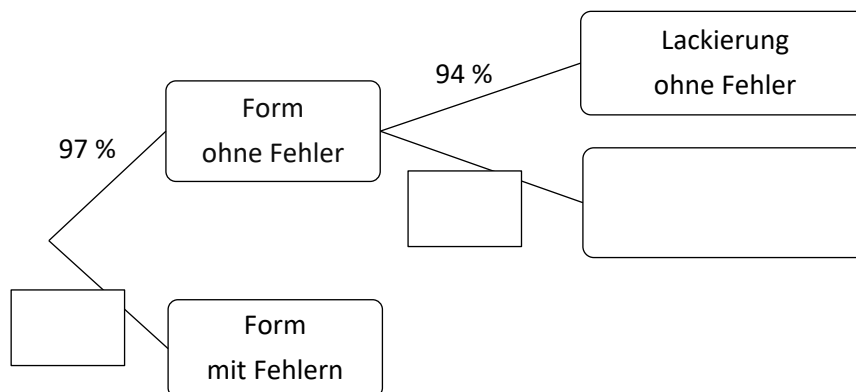 Lackierung
ohne Fehler
94 %
Form
ohne Fehler
97 %
Form
mit Fehlern